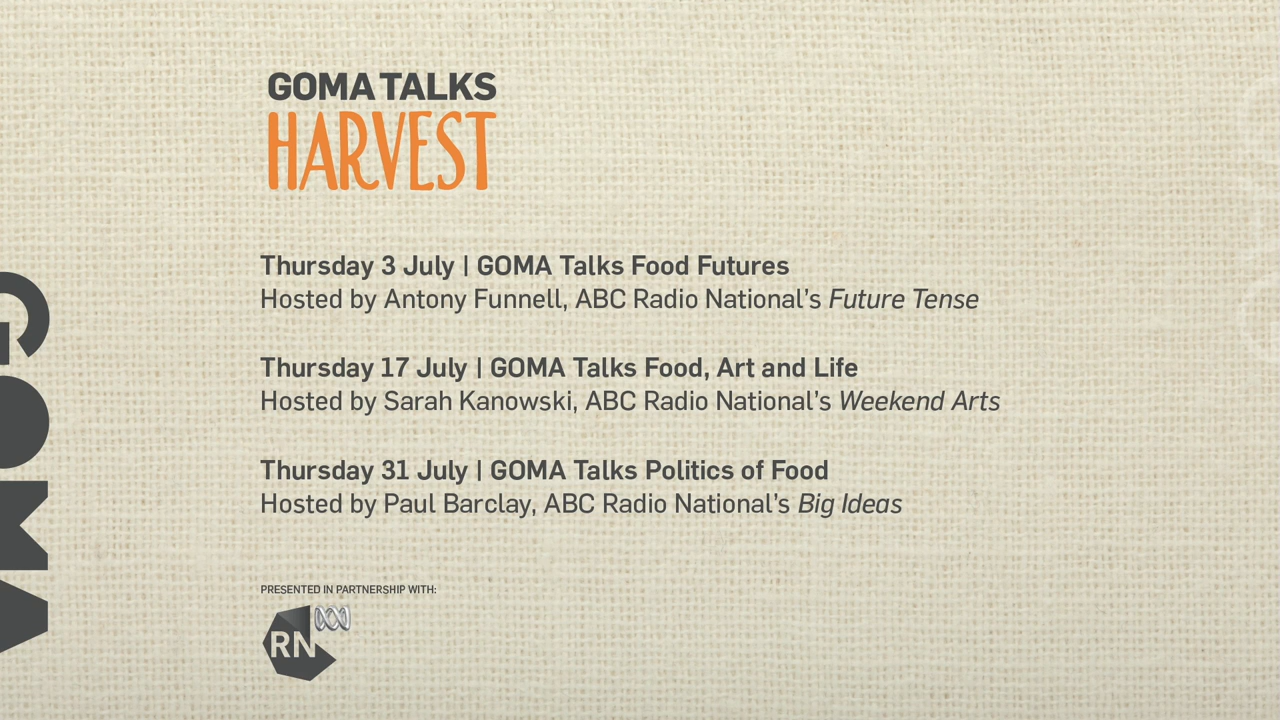 GOMA TALKS
HARVEST
Thursday 3 July | GOMA Talks Food Futures
Hosted by Antony Funnell, ABC Radio National’s Future Tense
Thursday 17 July | GOMA Talks Food, Art and Life
Hosted by Sarah Kanowski, ABC Radio National’s Weekend Arts
Thursday 31 July | GOMA Talks Politics of Food
Hosted by Paul Barclay, ABC Radio National’s Big Ideas
PRESENTED IN PARTNERSHIP WITH:
RN
GOMA